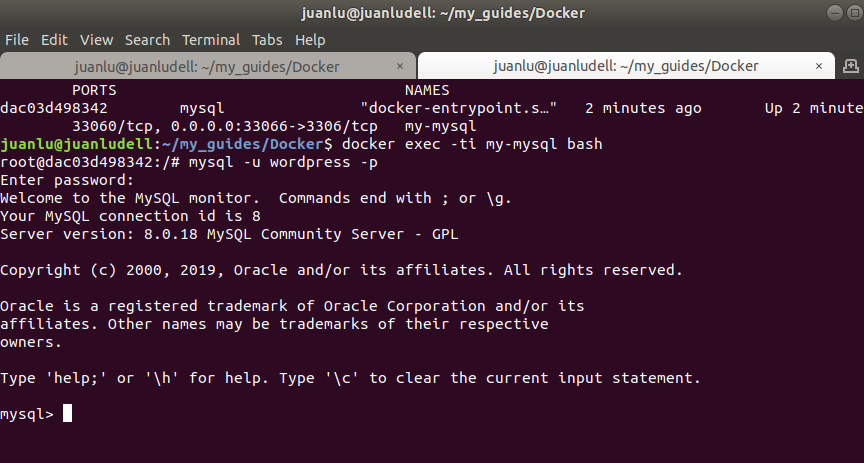 juanlu@juanludell: ~/my_guides/Docker
File Edit View Search Terminal Tabs Help
juanlu@juanludell: ~/my_guides/Docker × juanlu@juanludell: ~/my_guides/Docker ×
PORTS NAMES
dac03d498342 mysql "docker-entrypoint.s…" 2 minutes ago Up 2 minute
33060/tcp, 0.0.0.0:33066->3306/tcp my-mysql
juanlu@juanludell:~/my_guides/Docker$ docker exec -ti my-mysql bash
root@dac03d498342:/# mysql -u wordpress -p
Enter password:
Welcome to the MySQL monitor.  Commands end with ; or \g.
Your MySQL connection id is 8
Server version: 8.0.18 MySQL Community Server - GPL
Copyright (c) 2000, 2019, Oracle and/or its affiliates. All rights reserved.
Oracle is a registered trademark of Oracle Corporation and/or its
affiliates. Other names may be trademarks of their respective
owners.
Type 'help;' or '\h' for help. Type '\c' to clear the current input statement.
mysql>